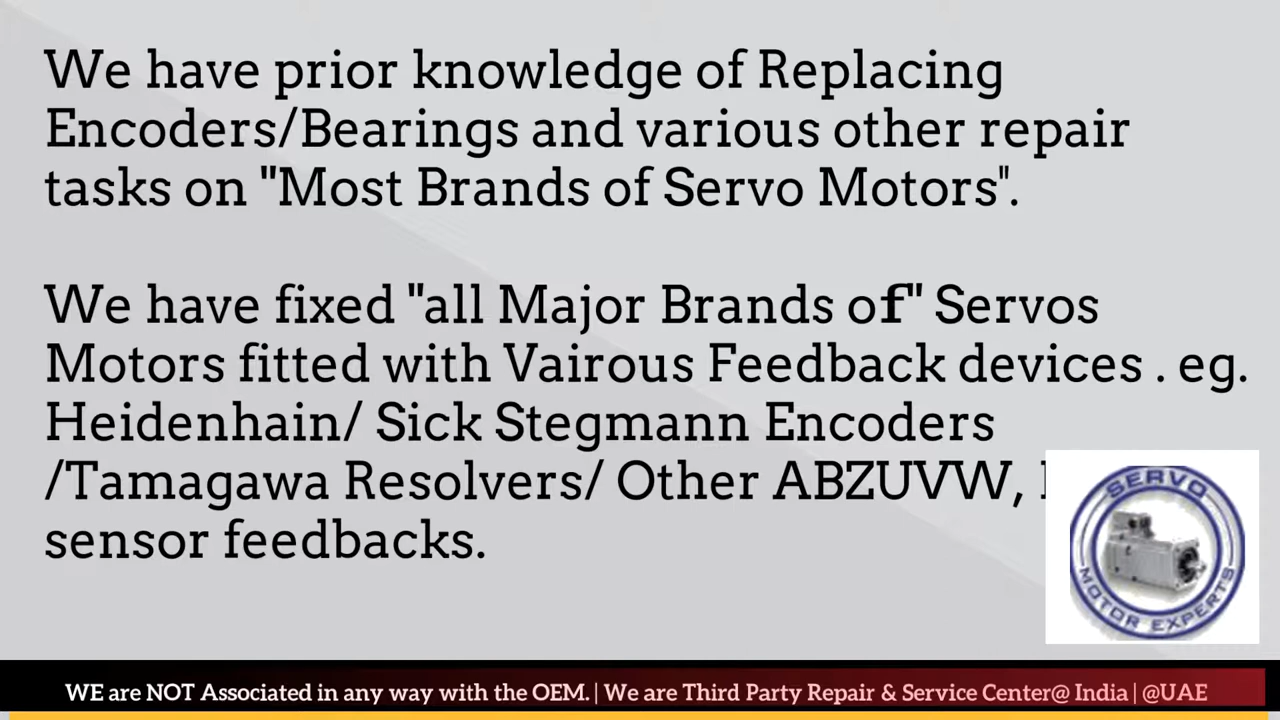 We have prior knowledge of Replacing
Encoders/Bearings and various other repair
tasks on "Most Brands of Servo Motors".
We have fixed "all Major Brands of" Servos
Motors fitted with Vairous Feedback devices . eg.
Heidenhain/ Sick Stegmann Encoders
/Tamagawa Resolvers/ Other ABZUVW,
sensor feedbacks.
SERVO
MOTOR EXPERTS
WE are NOT Associated in any way with the OEM. | We are Third Party Repair & Service Center@ India | @UAE